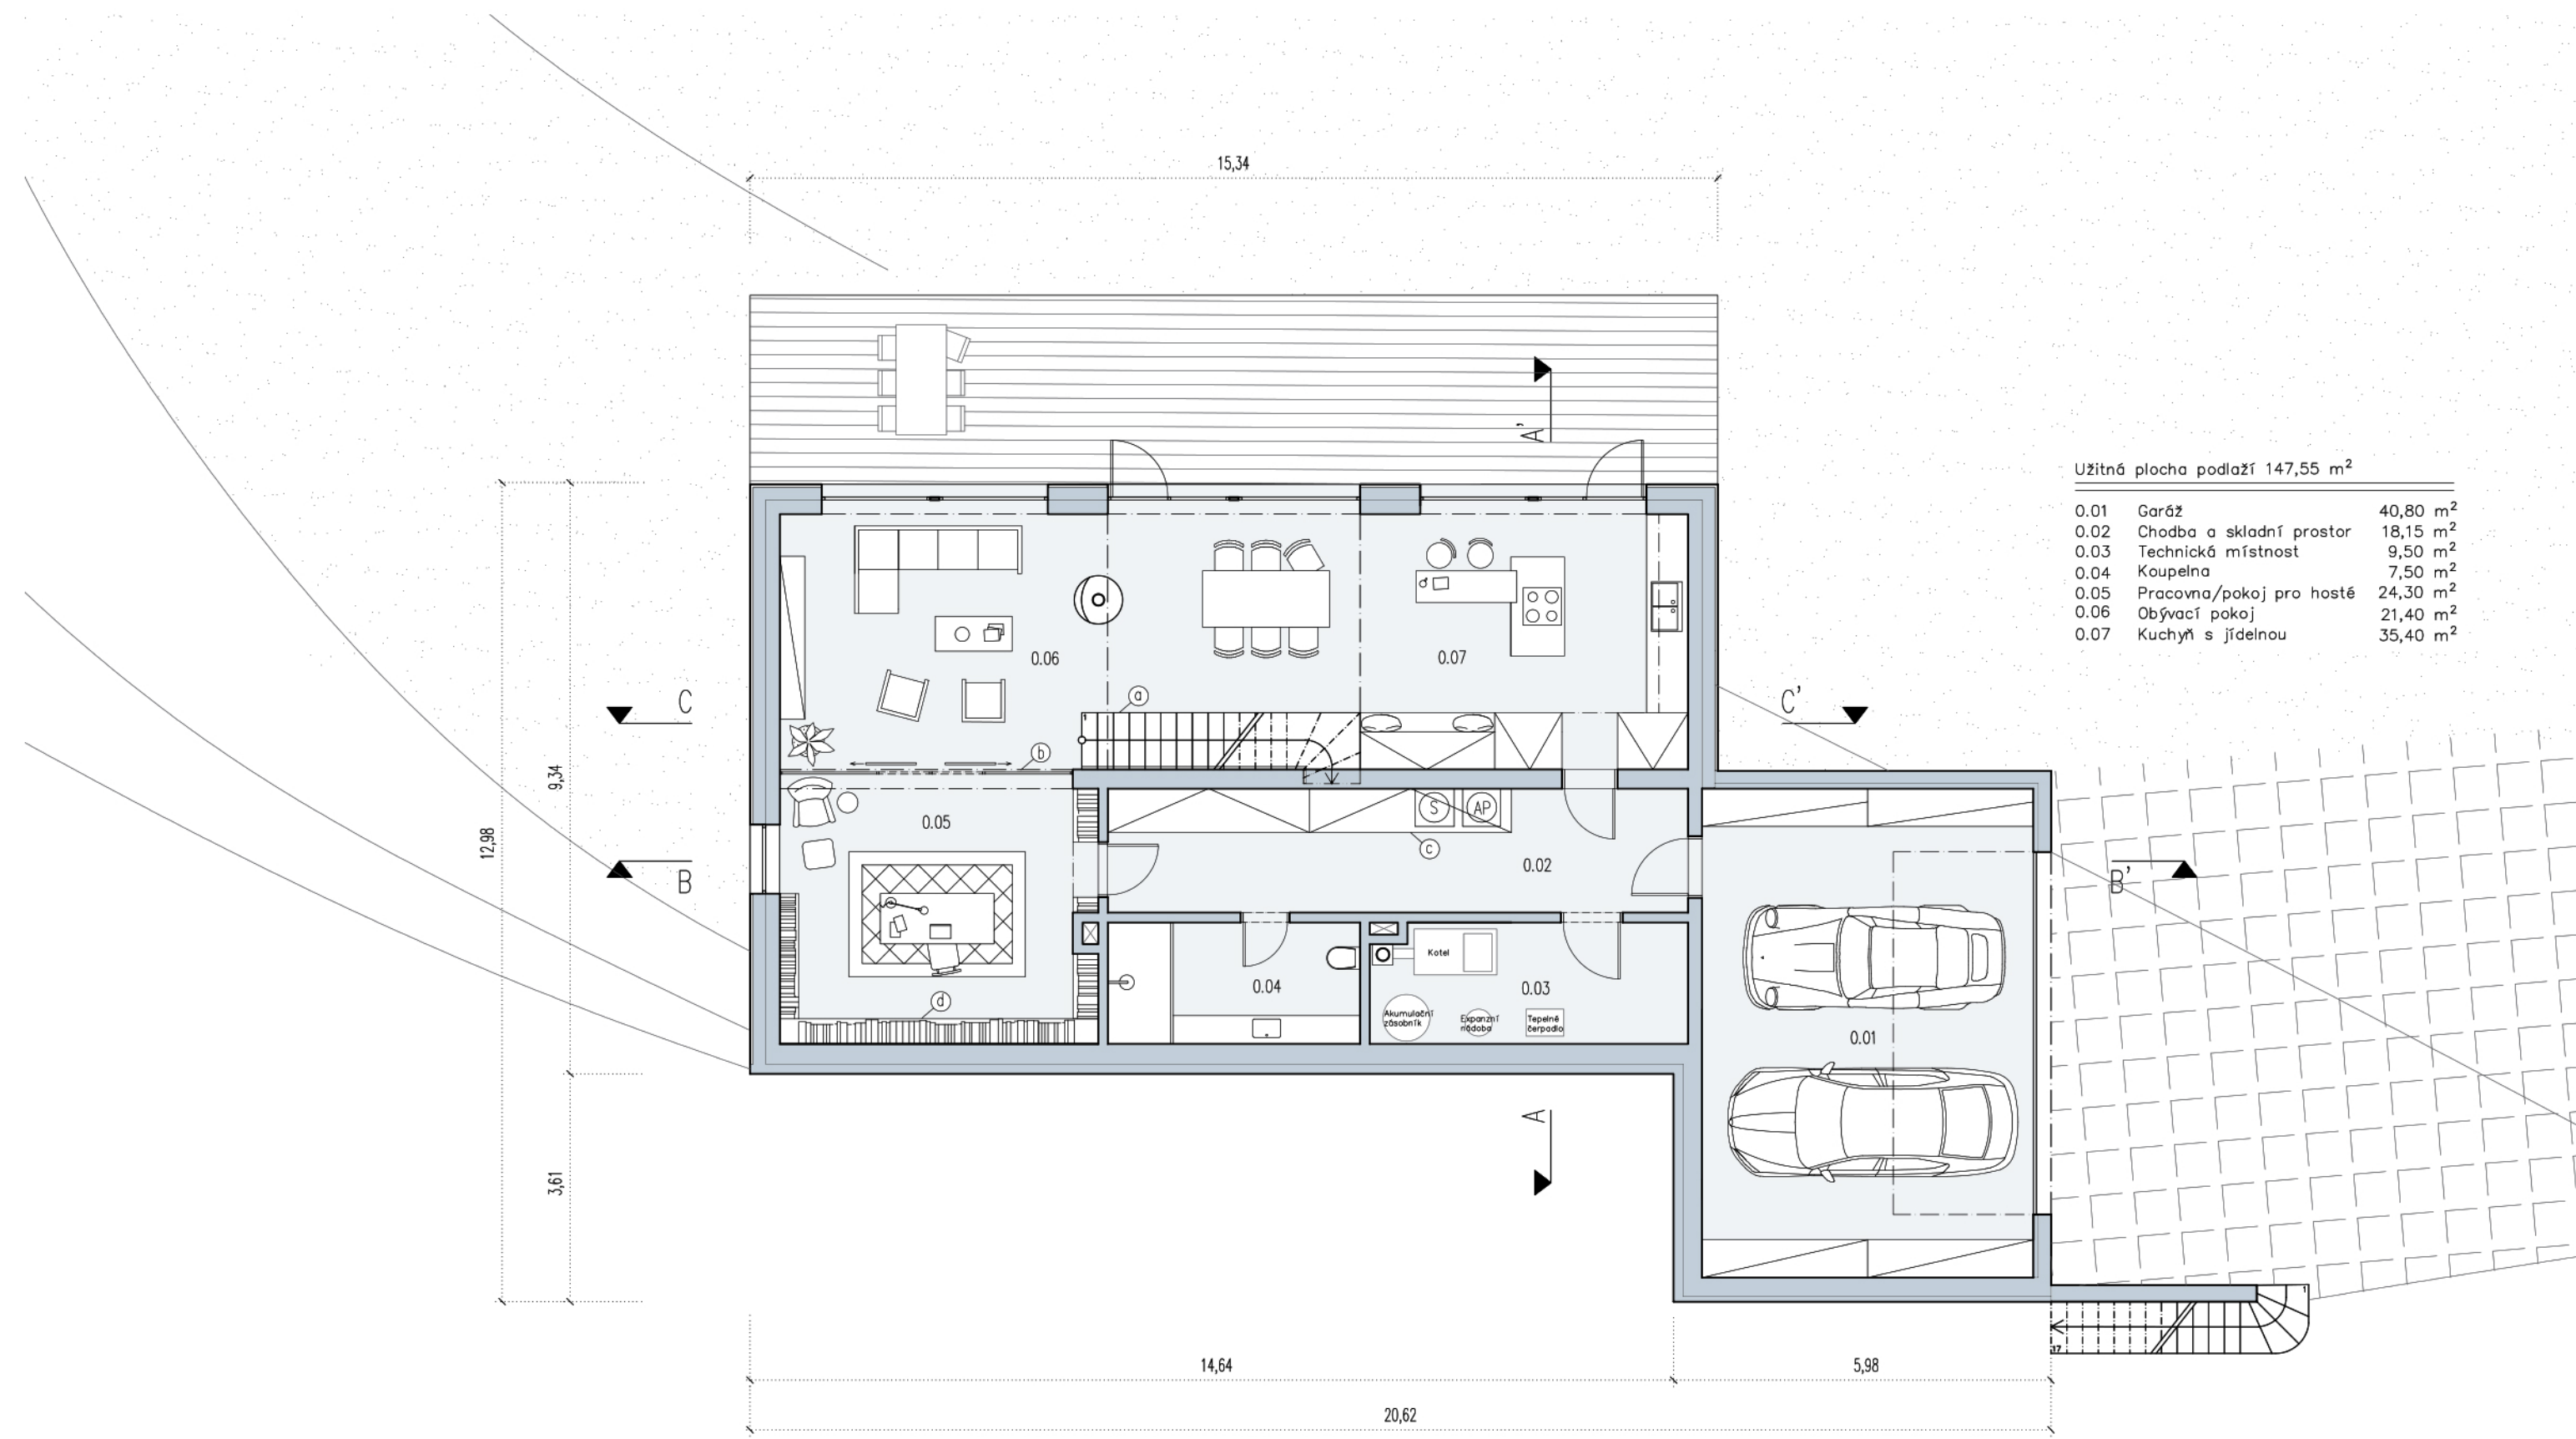 15,34
A'
Užitná plocha podlaží 147,55 m²
0.01 Garáž 40,80 m²
0.02 Chodba a skladní prostor 18,15 m²
0.03 Technická místnost 9,50 m²
0.04 Koupelna 7,50 m²
0.05 Pracovna/pokoj pro hosté 24,30 m²
0.06 Obývací pokoj 21,40 m²
0.07 Kuchyň s jídelnou 35,40 m²
0.06
0.07
a
C
C'
1
b
9,34
12,98
0.05
S
AP
c
0.02
B
B'
Kotel
0.04
0.03
d
Akumulační
zásobník
Expanzní
nádoba
Tepelné
čerpadlo
0.01
A
3,61
1
17
14,64
5,98
20,62